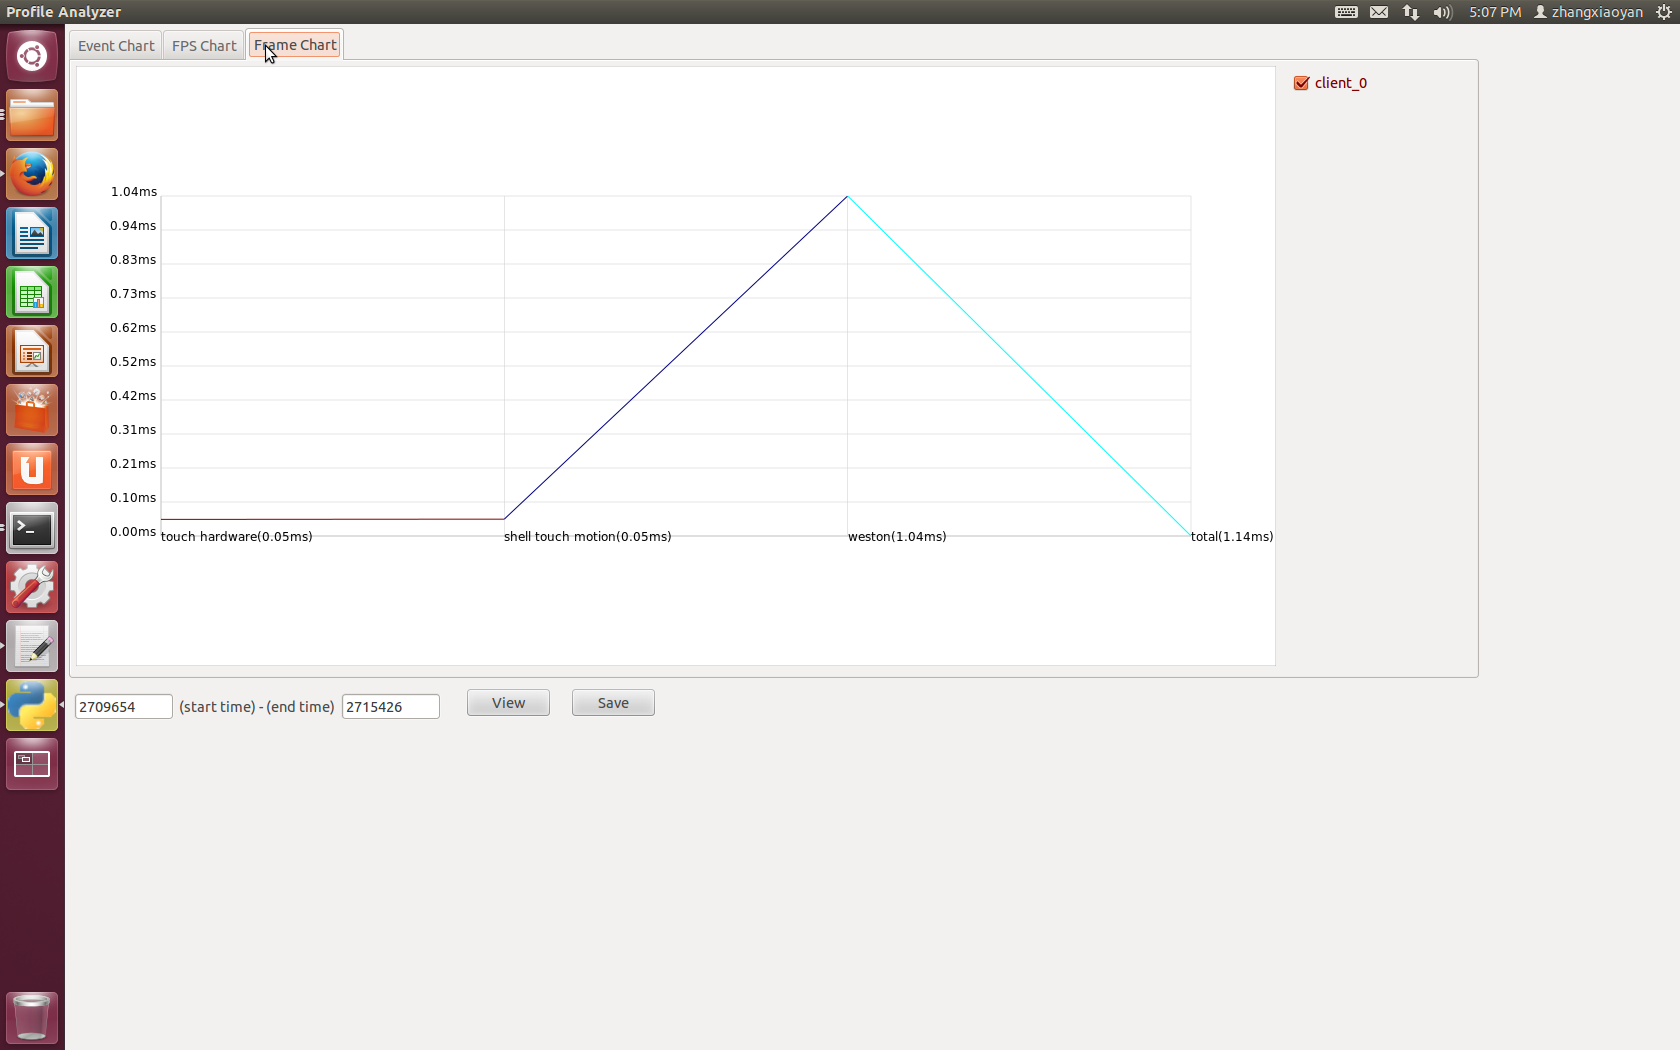 Profile Analyzer
5:07 PM zhangxiaoyan
Event Chart FPS Chart Frame Chart
client_0
1.04ms
0.94ms
0.83ms
0.73ms
0.62ms
0.52ms
0.42ms
0.31ms
0.21ms
0.10ms
0.00ms
touch hardware(0.05ms) shell touch motion(0.05ms) weston(1.04ms) total(1.14ms)
2709654 (start time) - (end time) 2715426 View Save